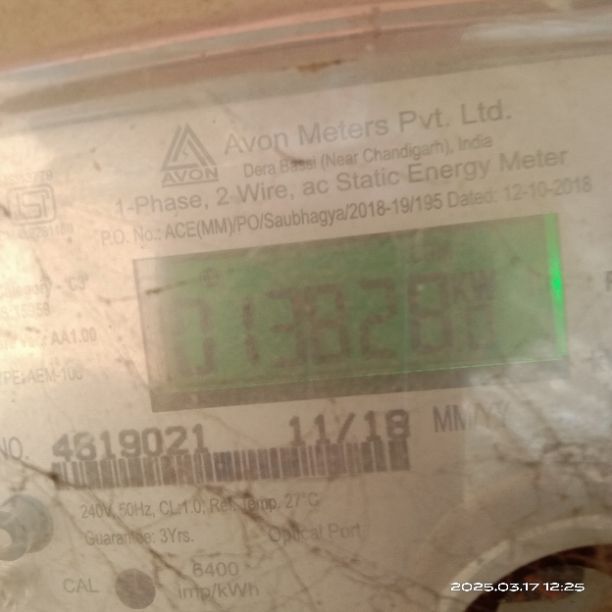 Avon Meters Pvt. Ltd.
AVON
Dera Bassi (Near Chandigarh), India
1-Phase, 2 Wire, ac Static Energy Meter
P.O. No.: ACE(MM)/PO/Saubhagya/2018-19/195 Dated: 12-10-2018
AA1.00
NO. 4819021 11/18 MM/YY
240V, 50Hz, CL:1.0; Ref. Temp. 27°C
Guarantee: 3Yrs. Optical Port
CAL 6400
imp/kWh
2025.03.17 12:25